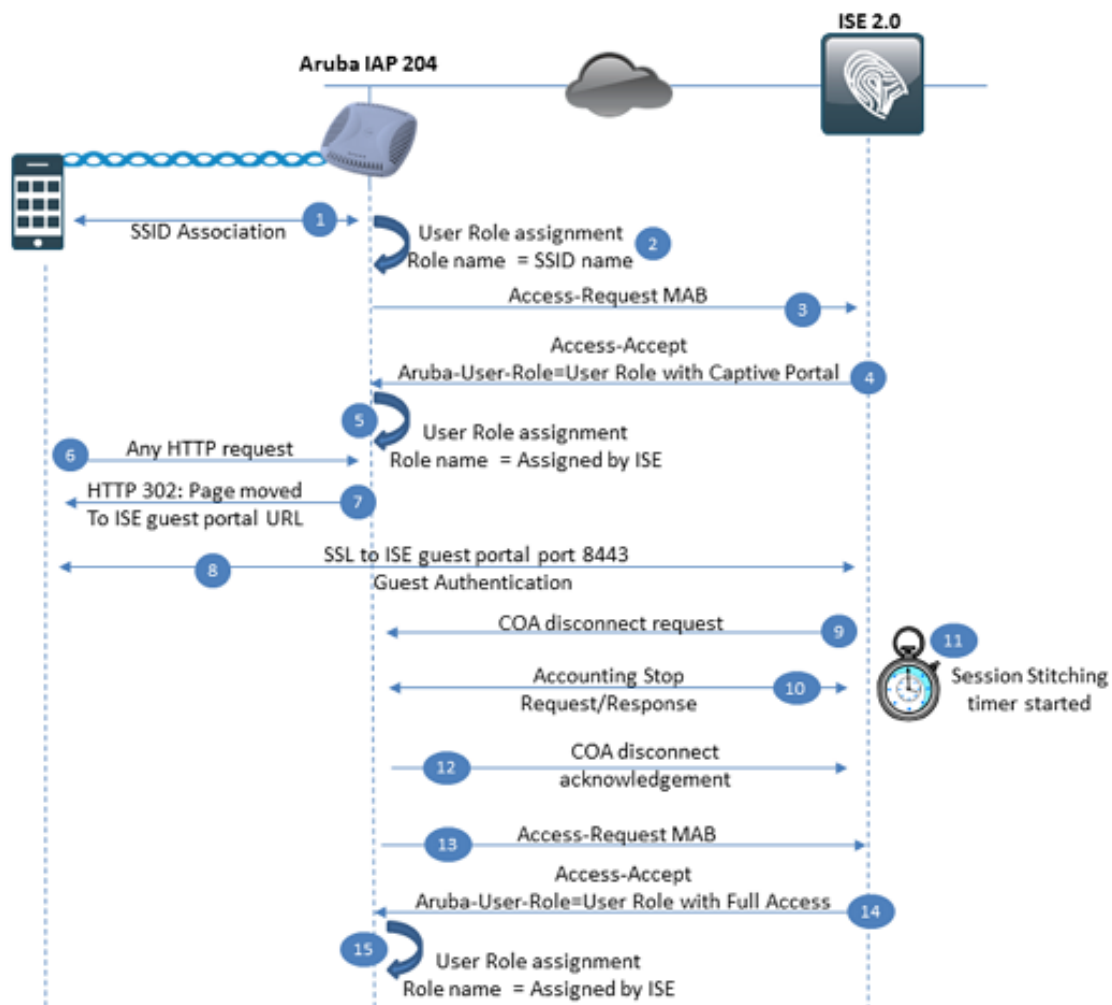 ISE 2.0
Aruba IAP 204
1
SSID Association
User Role assignment
Role name = SSID name
2
Access-Request MAB
3
Access-Accept
Aruba-User-Role=User Role with Captive Portal
4
5
User Role assignment
Role name = Assigned by ISE
6
Any HTTP request
HTTP 302: Page moved
To ISE guest portal URL
7
SSL to ISE guest portal port 8443
8
Guest Authentication
COA disconnect request
9
11
Session Stitching
timer started
Accounting Stop
Request/Response
10
12
COA disconnect
acknowledgement
13
Access-Request MAB
Access-Accept
Aruba-User-Role=User Role with Full Access
14
15
User Role assignment
Role name = Assigned by ISE